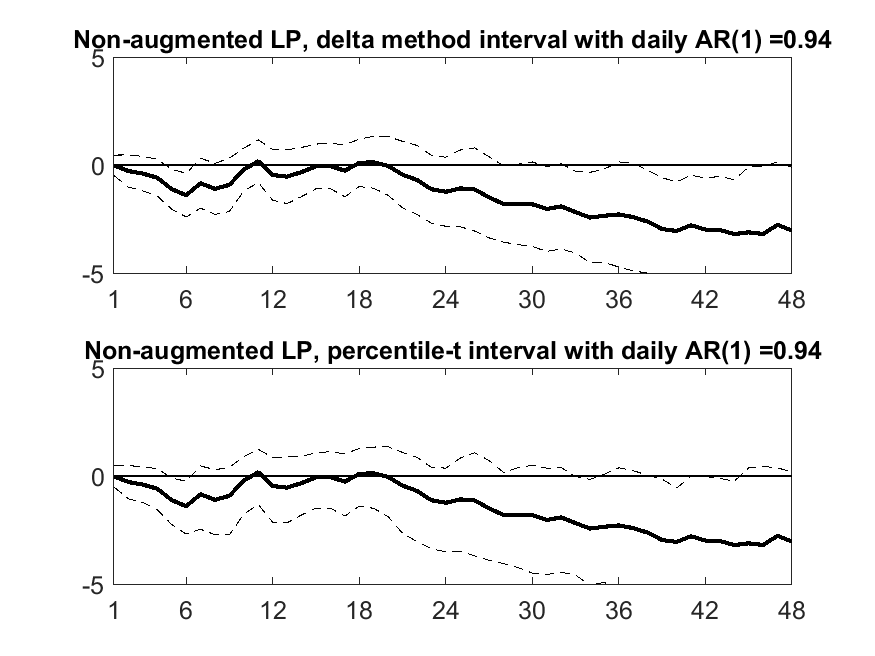 Non-augmented LP, delta method interval with daily AR(1) =0.94
5
0
-5
1 6 12 18 24 30 36 42 48
Non-augmented LP, percentile-t interval with daily AR(1) =0.94
5
0
-5
1 6 12 18 24 30 36 42 48